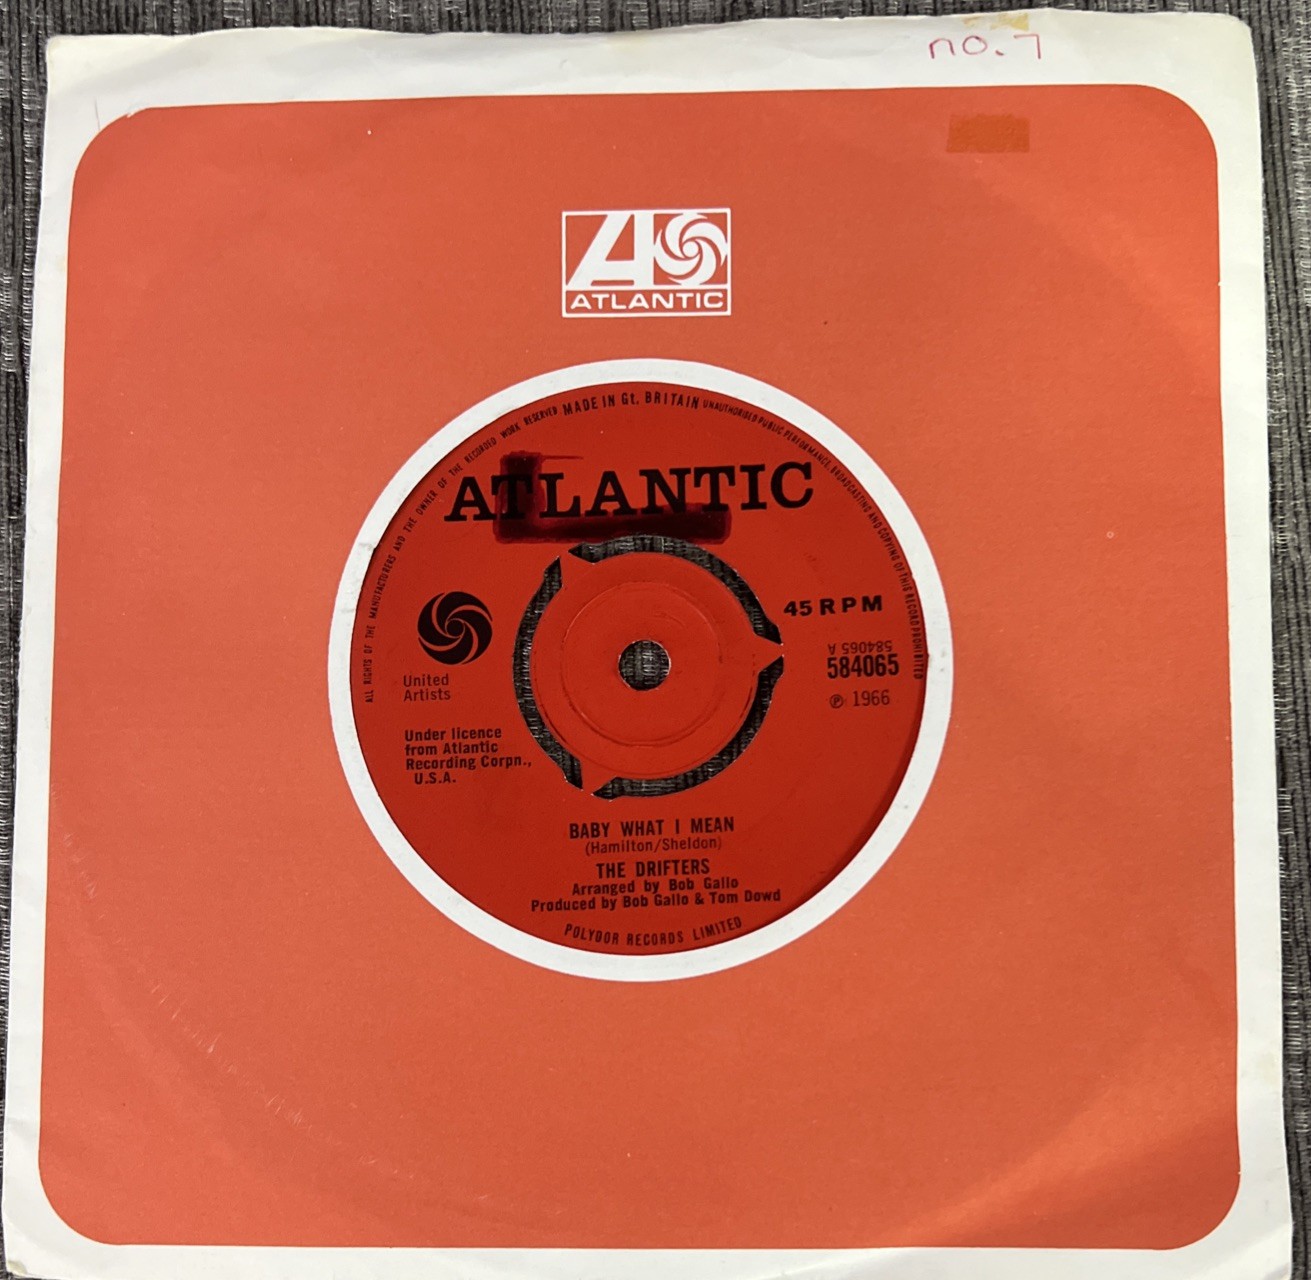 no. 7
ATLANTIC
ALL RIGHTS OF THE MANUFACTURERS AND THE OWNER OF THE RECORDED WORK RESERVED MADE IN Gt. BRITAIN UNAUTHORISED PUBLIC PERFORMANCE, BROADCASTING AND COPYING OF THIS RECORD PROHIBITED
ATLANTIC
45 RPM
584065 A
584065
℗ 1966
United
Artists
Under licence
from Atlantic
Recording Corpn.,
U.S.A.
BABY WHAT I MEAN
(Hamilton/Sheldon)
THE DRIFTERS
Arranged by Bob Gallo
Produced by Bob Gallo & Tom Dowd
POLYDOR RECORDS LIMITED